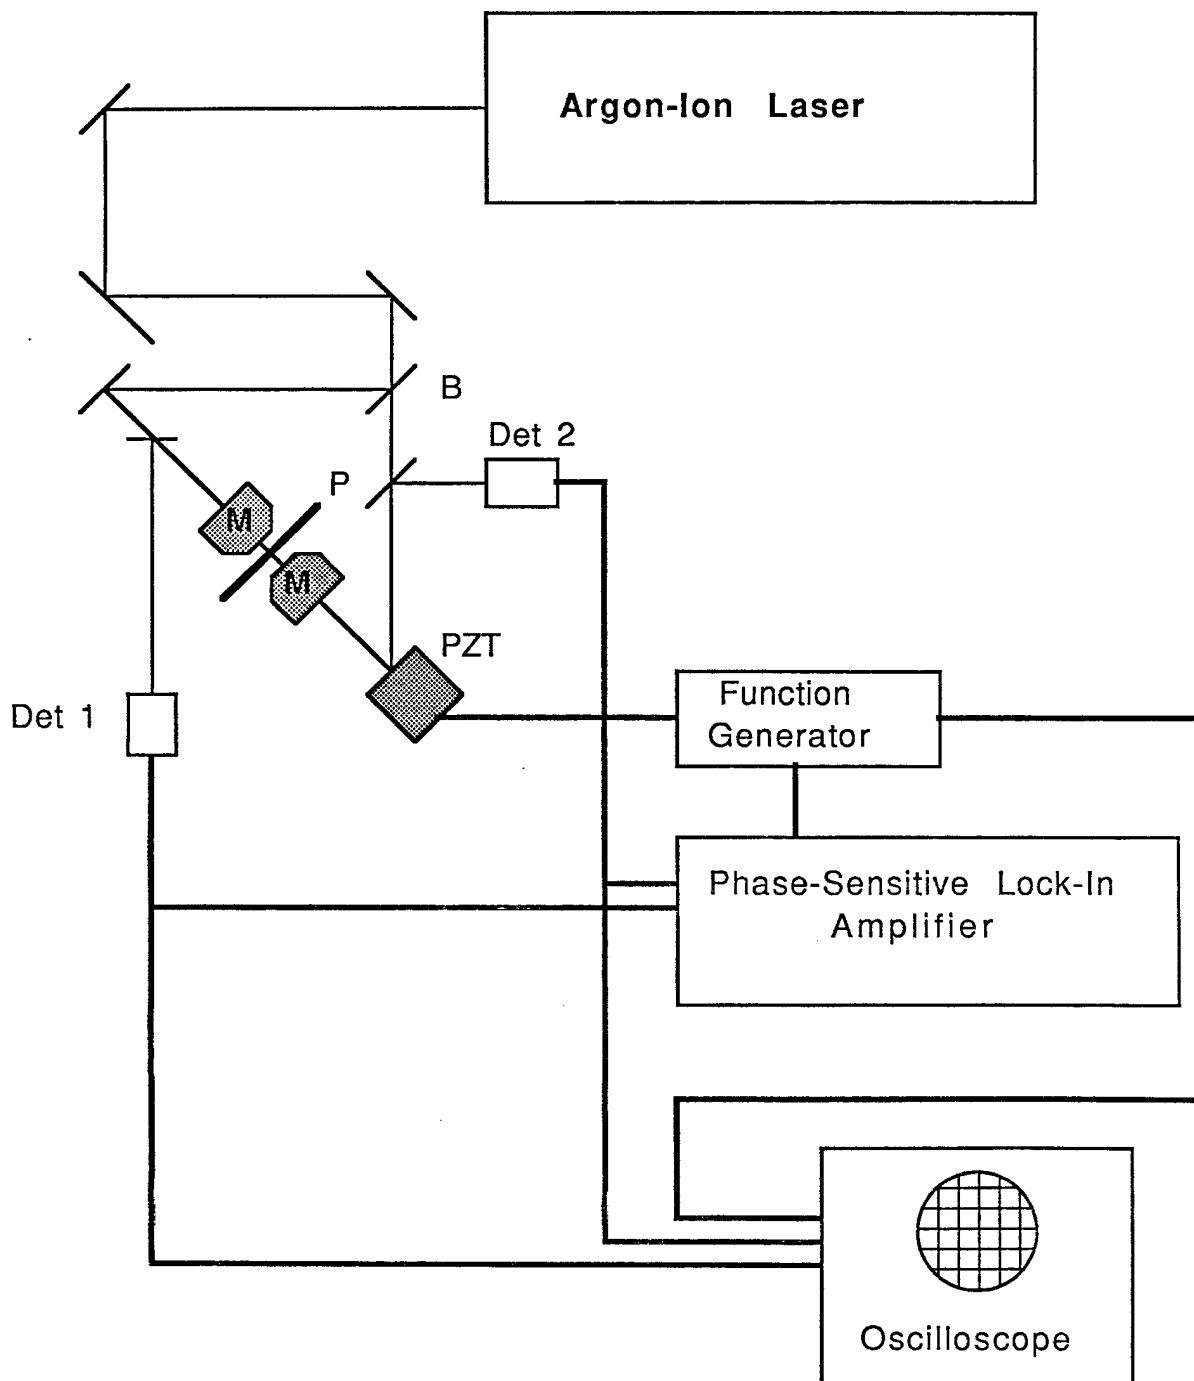 Argon-Ion Laser
B
Det 2
P
M
M
PZT
Det 1
Function
Generator
Phase-Sensitive Lock-In
Amplifier
Oscilloscope